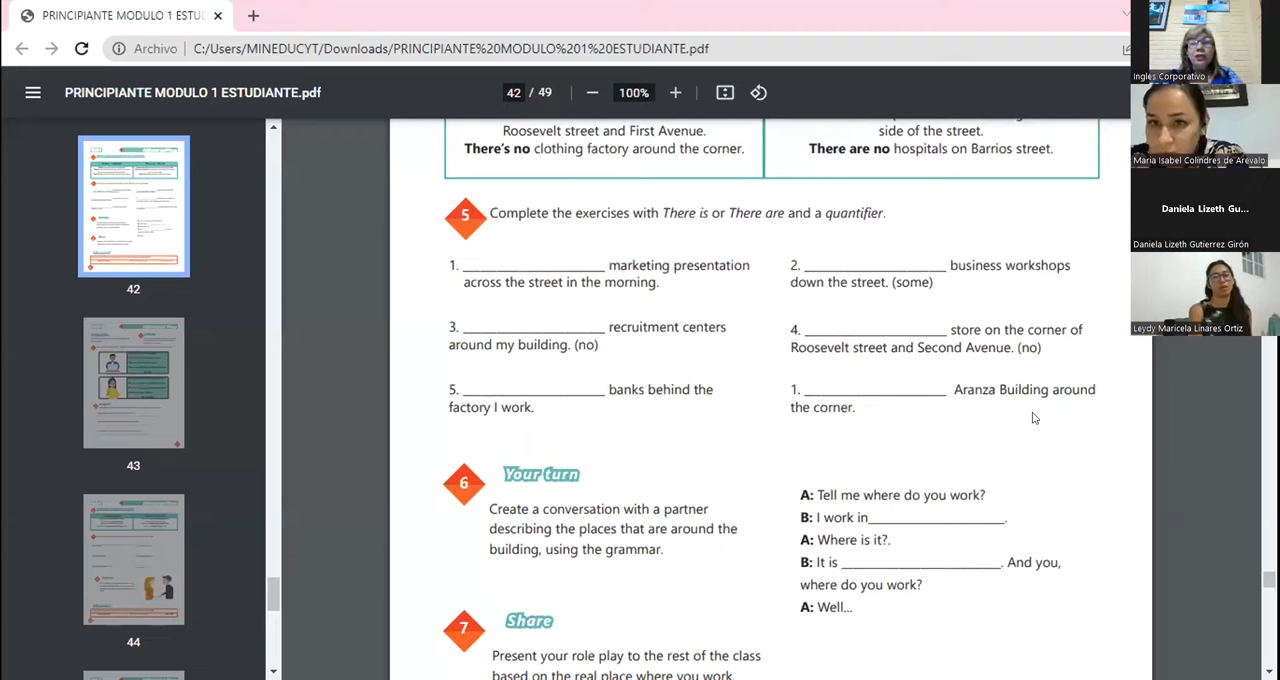 PRINCIPIANTE MODULO 1 ESTUD
Archivo
C:/Users/MINEDUCYT/Downloads/PRINCIPIANTE%20MODULO%201%20ESTUDIANTE.pdf
PRINCIPIANTE MODULO 1 ESTUDIANTE.pdf
42 / 49
100%
Ingles Corporativo
Maria Isabel Colindres de Arevalo
Daniela Lizeth Gu...
Daniela Lizeth Gutierrez Girón
Leydy Maricela Linares Ortiz
42
43
44
Roosevelt street and First Avenue.
There's no clothing factory around the corner.
side of the street.
There are no hospitals on Barrios street.
5 Complete the exercises with There is or There are and a quantifier.
1. ____________________ marketing presentation
across the street in the morning.
2. ____________________ business workshops
down the street. (some)
3. ____________________ recruitment centers
around my building. (no)
4. ____________________ store on the corner of
Roosevelt street and Second Avenue. (no)
5. ____________________ banks behind the
factory I work.
1. ____________________ Aranza Building around
the corner.
6 Your turn
Create a conversation with a partner
describing the places that are around the
building, using the grammar.
A: Tell me where do you work?
B: I work in____________________.
A: Where is it?.
B: It is _______________________. And you,
where do you work?
A: Well...
7 Share
Present your role play to the rest of the class
based on the real place where you work.